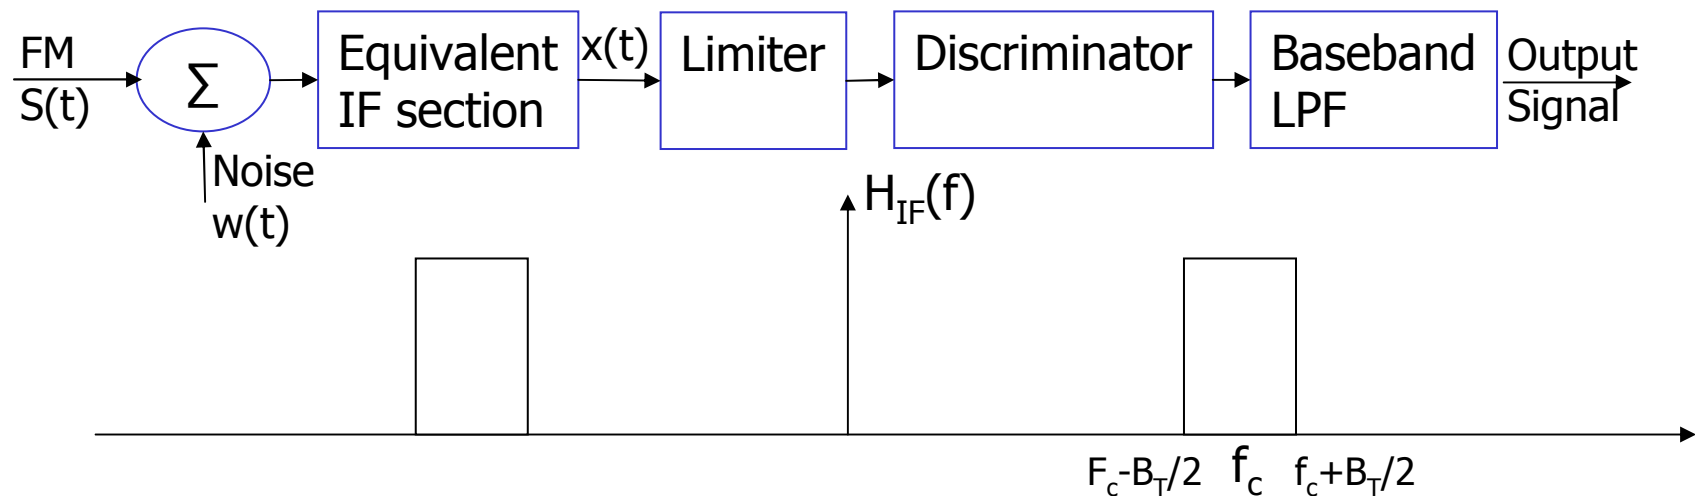 FM
S(t)
Σ
Noise
w(t)
Equivalent
IF section
x(t)
Limiter
Discriminator
Baseband
LPF
Output
Signal
H_IF(f)
F_c-B_T/2 f_c f_c+B_T/2